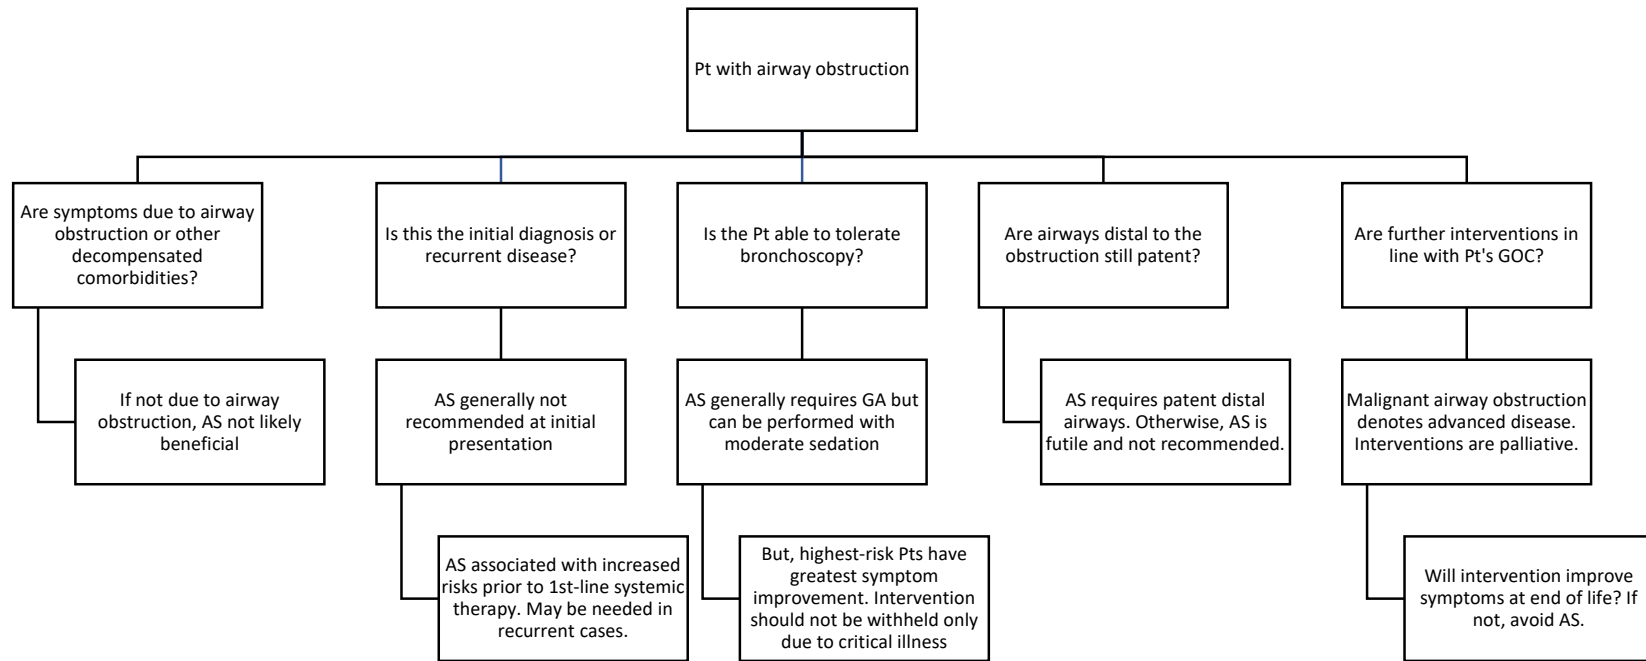 Pt with airway obstruction
Are symptoms due to airway
obstruction or other
decompensated
comorbidities?
Is this the initial diagnosis or
recurrent disease?
Is the Pt able to tolerate
bronchoscopy?
Are airways distal to the
obstruction still patent?
Are further interventions in
line with Pt's GOC?
If not due to airway
obstruction, AS not likely
beneficial
AS generally not
recommended at initial
presentation
AS generally requires GA but
can be performed with
moderate sedation
AS requires patent distal
airways. Otherwise, AS is
futile and not recommended.
Malignant airway obstruction
denotes advanced disease.
Interventions are palliative.
AS associated with increased
risks prior to 1st-line systemic
therapy. May be needed in
recurrent cases.
But, highest-risk Pts have
greatest symptom
improvement. Intervention
should not be withheld only
due to critical illness
Will intervention improve
symptoms at end of life? If
not, avoid AS.